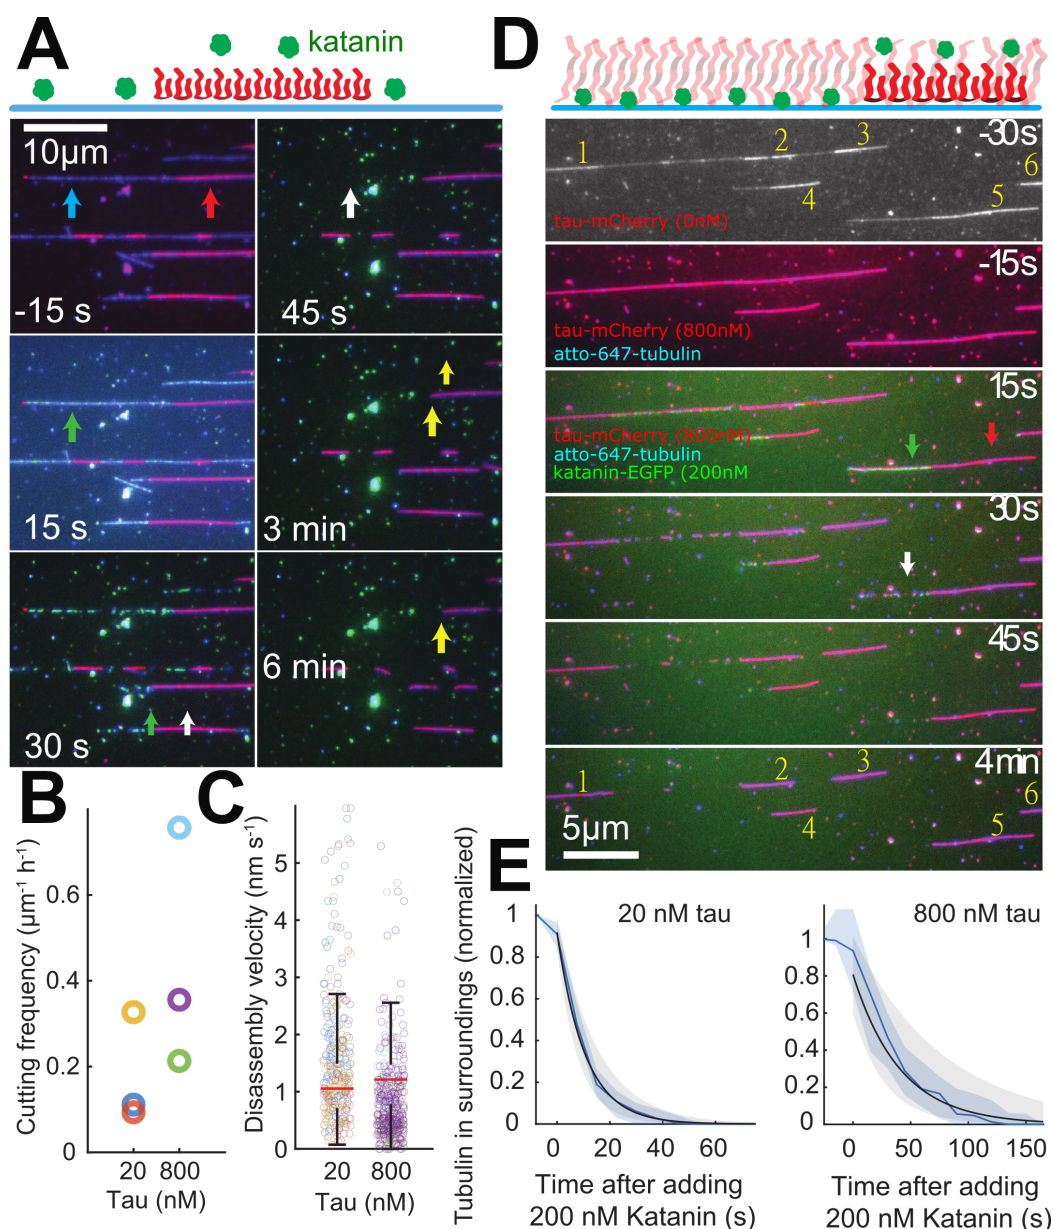 A
katanin
10µm
-15 s
45 s
15 s
3 min
30 s
6 min
D
-30s
1
2
3
4
5
6
tau-mCherry (0nM)
-15s
tau-mCherry (800nM)
atto-647-tubulin
15s
tau-mCherry (800nM)
atto-647-tubulin
katanin-EGFP (200nM
30s
45s
4min
1
2
3
4
5
6
5µm
B
Cutting frequency (µm⁻¹ h⁻¹)
0.6
0.4
0.2
0
20 800
Tau (nM)
C
Disassembly velocity (nm s⁻¹)
5
4
3
2
1
0
20 800
Tau (nM)
E
Tubulin in surroundings (normalized)
20 nM tau
1
0.8
0.6
0.4
0.2
0
0 20 40 60
Time after adding
200 nM Katanin (s)
800 nM tau
1
0.8
0.6
0.4
0.2
0
0 50 100 150
Time after adding
200 nM Katanin (s)